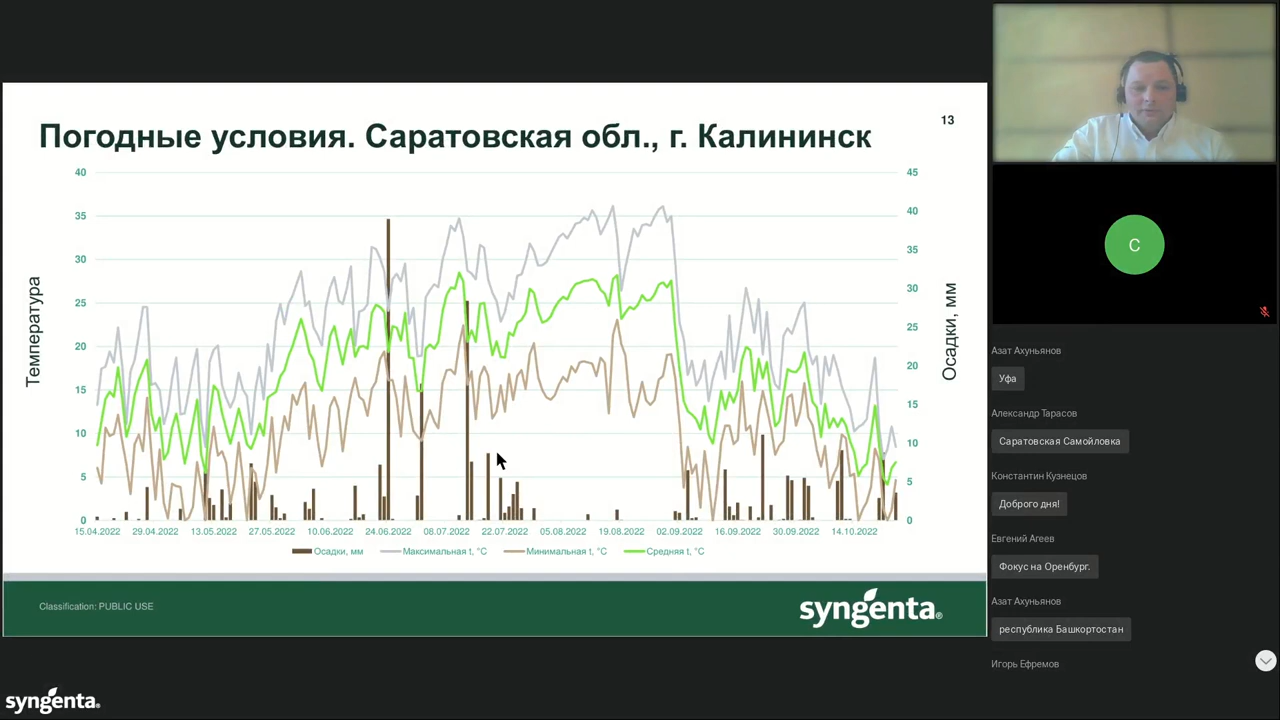 Погодные условия. Саратовская обл., г. Калининск
13
Температура
40
35
30
25
20
15
10
5
0
45
40
35
30
25
20
15
10
5
0
Осадки, мм
15.04.2022 29.04.2022 13.05.2022 27.05.2022 10.06.2022 24.06.2022 08.07.2022 22.07.2022 05.08.2022 19.08.2022 02.09.2022 16.09.2022 30.09.2022 14.10.2022
Осадки, мм Максимальная t, °C Минимальная t, °C Средняя t, °C
Classification: PUBLIC USE
syngenta®
syngenta®
С
Азат Ахуньянов
Уфа
Александр Тарасов
Саратовская Самойловка
Константин Кузнецов
Доброго дня!
Евгений Агеев
Фокус на Оренбург.
Азат Ахуньянов
республика Башкортостан
Игорь Ефремов